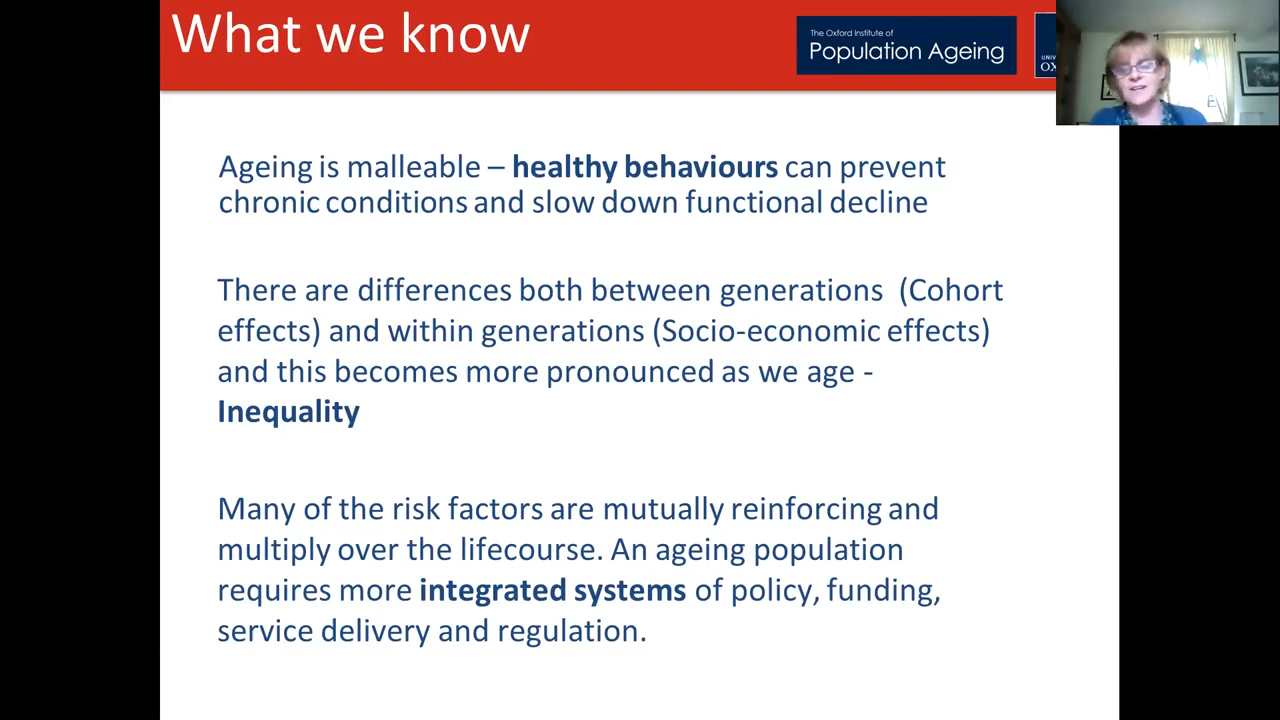 What we know
The Oxford Institute of
Population Ageing
UNIV
OX
Ageing is malleable – healthy behaviours can prevent
chronic conditions and slow down functional decline
There are differences both between generations  (Cohort
effects) and within generations (Socio-economic effects)
and this becomes more pronounced as we age -
Inequality
Many of the risk factors are mutually reinforcing and
multiply over the lifecourse. An ageing population
requires more integrated systems of policy, funding,
service delivery and regulation.